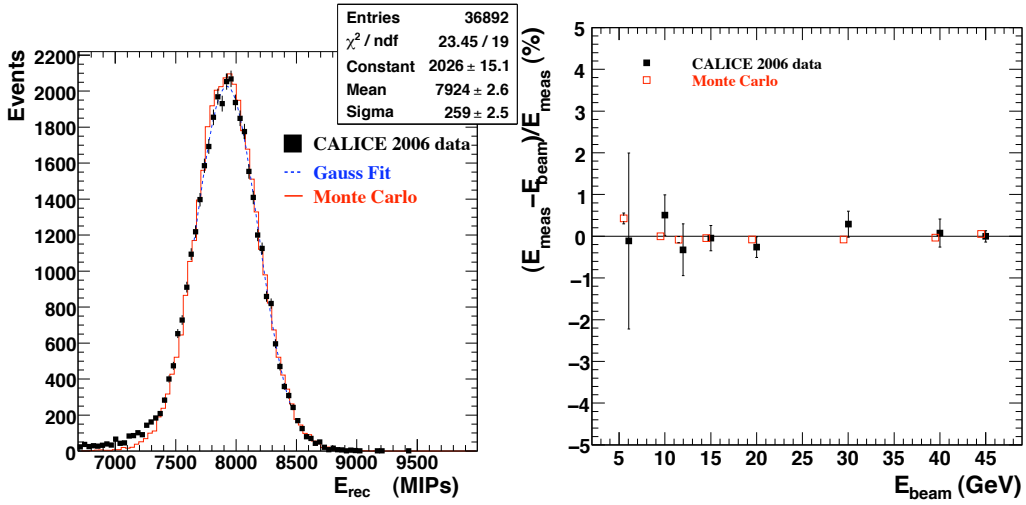 Entries 36892
χ² / ndf 23.45 / 19
Constant 2026 ± 15.1
Mean 7924 ± 2.6
Sigma 259 ± 2.5
Events
2200
2000
1800
1600
1400
1200
1000
800
600
400
200
0
CALICE 2006 data
Gauss Fit
Monte Carlo
7000 7500 8000 8500 9000 9500
E_rec (MIPs)
(E_meas−E_beam)/E_meas (%)
5
4
3
2
1
0
−1
−2
−3
−4
−5
CALICE 2006 data
Monte Carlo
5 10 15 20 25 30 35 40 45
E_beam (GeV)